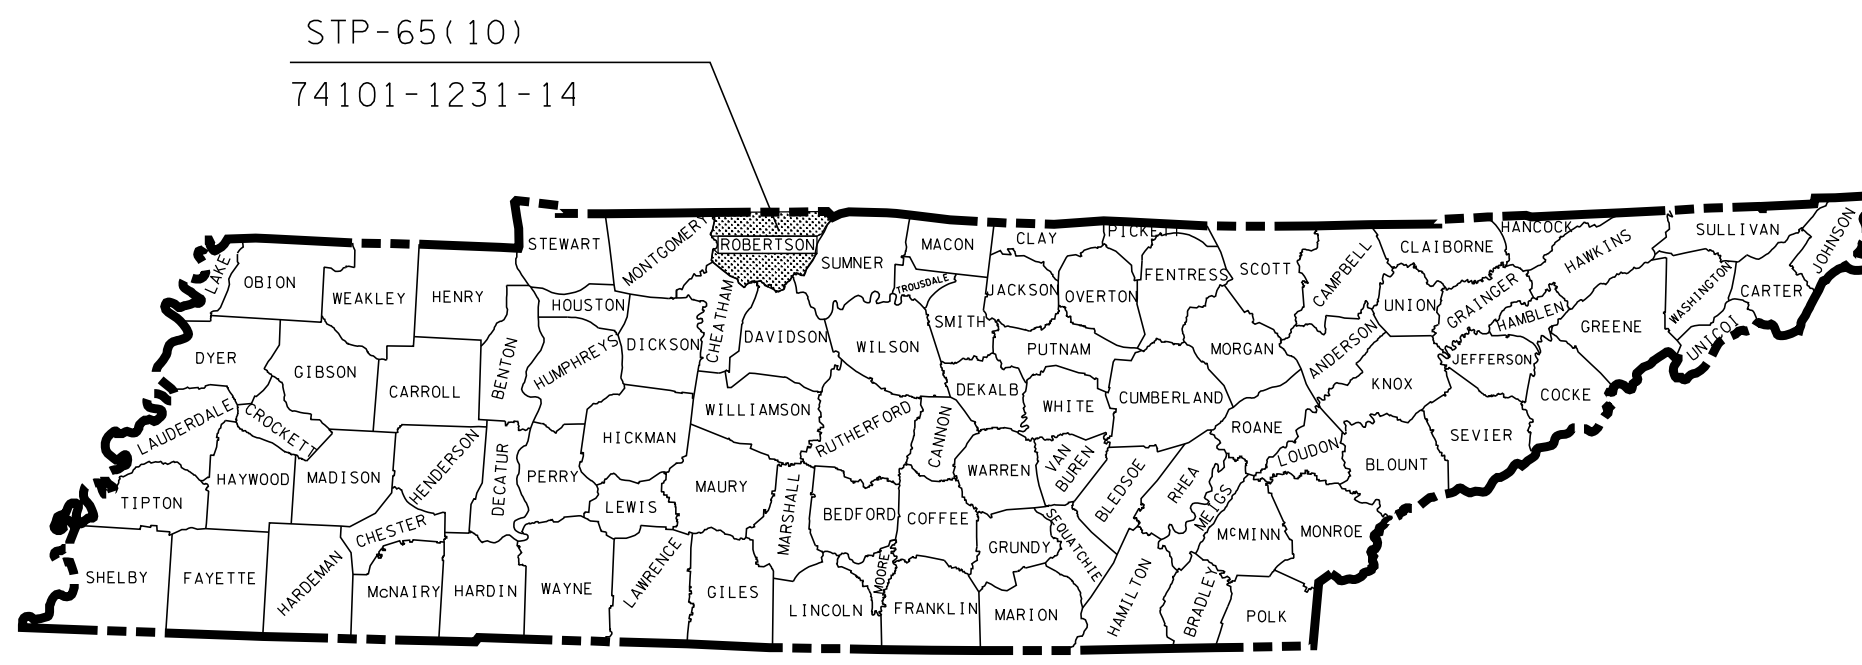 STP-65(10)
74101-1231-14
STEWART
MONTGOMERY
ROBERTSON
SUMNER
MACON
CLAY
PICKETT
FENTRESS
SCOTT
CAMPBELL
CLAIBORNE
HANCOCK
HAWKINS
SULLIVAN
JOHNSON
LAKE
OBION
WEAKLEY
HENRY
HOUSTON
CHEATHAM
TROUSDALE
JACKSON
OVERTON
UNION
GRAINGER
HAMBLEN
GREENE
WASHINGTON
CARTER
UNICOI
DYER
GIBSON
CARROLL
BENTON
HUMPHREYS
DICKSON
DAVIDSON
WILSON
SMITH
PUTNAM
MORGAN
ANDERSON
KNOX
JEFFERSON
COCKE
LAUDERDALE
CROCKETT
WILLIAMSON
RUTHERFORD
CANNON
DEKALB
WHITE
CUMBERLAND
ROANE
LOUDON
SEVIER
HAYWOOD
MADISON
HENDERSON
DECATUR
PERRY
HICKMAN
LEWIS
MAURY
MARSHALL
BEDFORD
COFFEE
WARREN
VAN
BUREN
BLEDSOE
RHEA
MEIGS
BLOUNT
TIPTON
CHESTER
MOORE
GRUNDY
SEQUATCHIE
McMINN
MONROE
SHELBY
FAYETTE
HARDEMAN
McNAIRY
HARDIN
WAYNE
LAWRENCE
GILES
LINCOLN
FRANKLIN
MARION
HAMILTON
BRADLEY
POLK